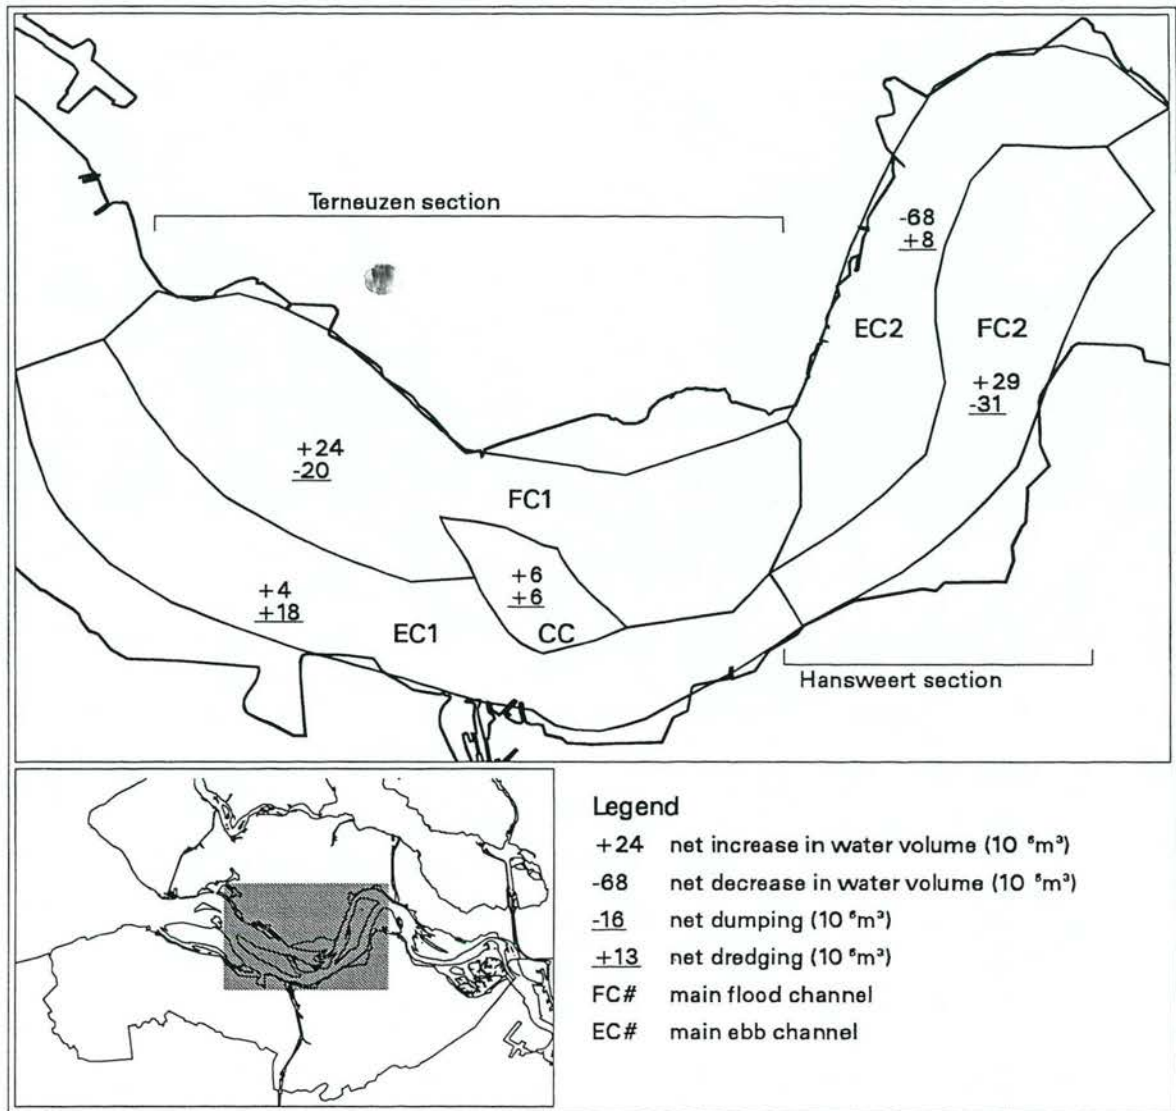 Terneuzen section
-68
+8
EC2
FC2
+29
-31
+24
-20
FC1
+6
+6
CC
+4
+18
EC1
Hansweert section
Legend
+24 net increase in water volume (10 ⁶m³)
-68 net decrease in water volume (10 ⁶m³)
-16 net dumping (10 ⁶m³)
+13 net dredging (10 ⁶m³)
FC# main flood channel
EC# main ebb channel